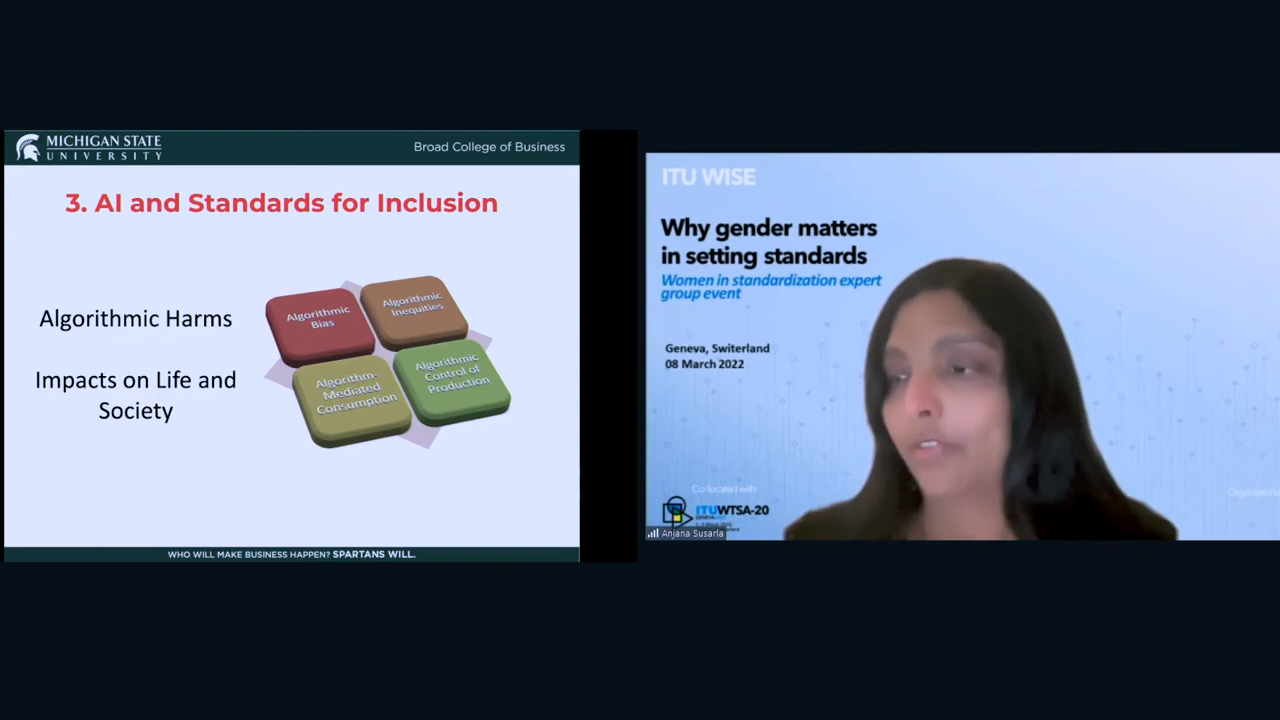 MICHIGAN STATE
UNIVERSITY
Broad College of Business
3. AI and Standards for Inclusion
Algorithmic Harms
Impacts on Life and
Society
Algorithmic
Bias
Algorithmic
Inequities
Algorithm-
Mediated
Consumption
Algorithmic
Control of
Production
WHO WILL MAKE BUSINESS HAPPEN? SPARTANS WILL.
ITU WISE
Why gender matters
in setting standards
Women in standardization expert
group event
Geneva, Switerland
08 March 2022
Co-located with
ITUWTSA-20
Anjana Susarla